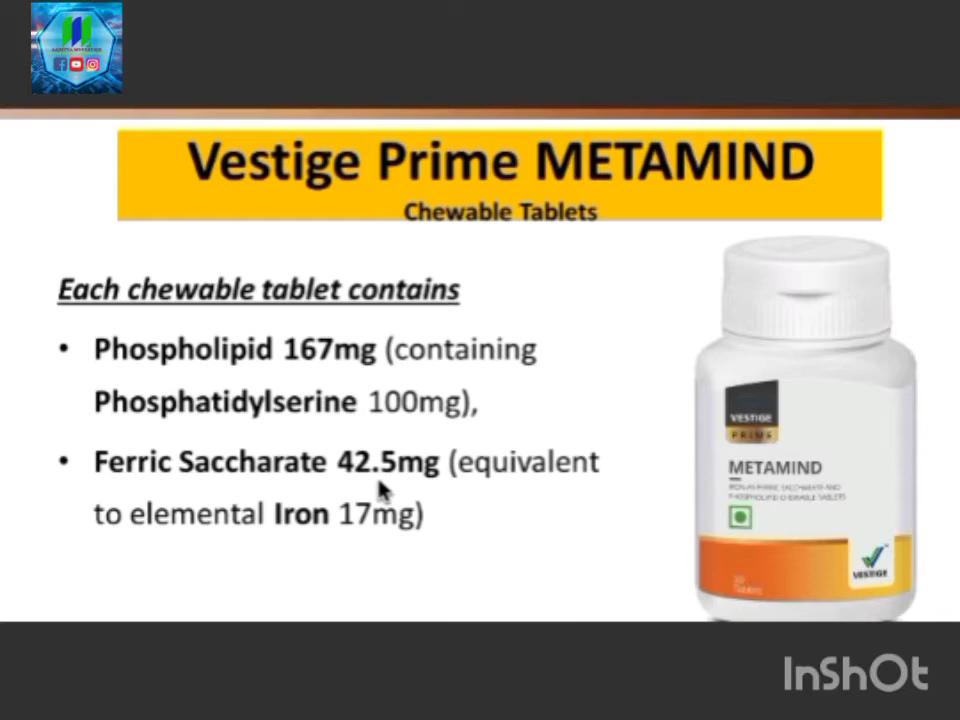 Vestige Prime METAMIND
Chewable Tablets
Each chewable tablet contains
• Phospholipid 167mg (containing
Phosphatidylserine 100mg),
• Ferric Saccharate 42.5mg (equivalent
to elemental Iron 17mg)
VESTIGE
PRIME
METAMIND
VESTIGE
Tablets
InShOt